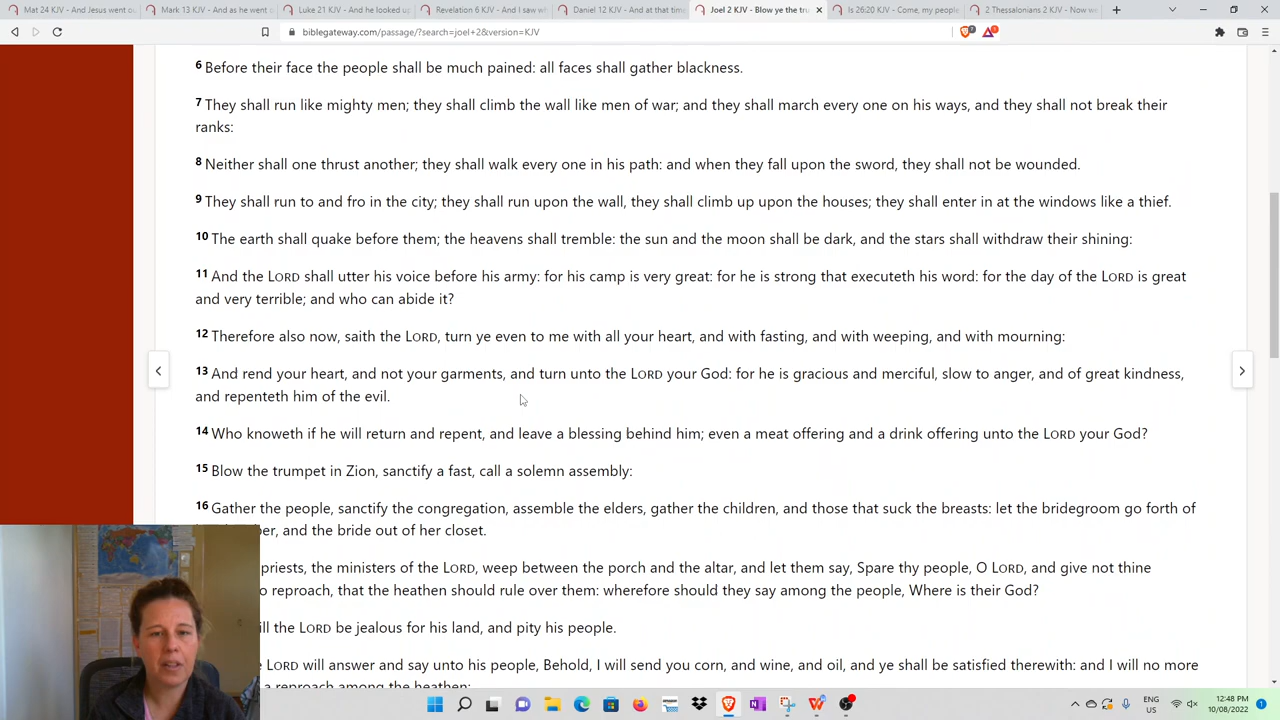 Mat 24 KJV - And Jesus went ou
Mark 13 KJV - And as he went o
Luke 21 KJV - And he looked up
Revelation 6 KJV - And I saw wh
Daniel 12 KJV - And at that tim
Joel 2 KJV - Blow ye the tru
Is 26:20 KJV - Come, my people
2 Thessalonians 2 KJV - Now w
biblegateway.com/passage/?search=joel+2&version=KJV
6 Before their face the people shall be much pained: all faces shall gather blackness.
7 They shall run like mighty men; they shall climb the wall like men of war; and they shall march every one on his ways, and they shall not break their
ranks:
8 Neither shall one thrust another; they shall walk every one in his path: and when they fall upon the sword, they shall not be wounded.
9 They shall run to and fro in the city; they shall run upon the wall, they shall climb up upon the houses; they shall enter in at the windows like a thief.
10 The earth shall quake before them; the heavens shall tremble: the sun and the moon shall be dark, and the stars shall withdraw their shining:
11 And the LORD shall utter his voice before his army: for his camp is very great: for he is strong that executeth his word: for the day of the LORD is great
and very terrible; and who can abide it?
12 Therefore also now, saith the LORD, turn ye even to me with all your heart, and with fasting, and with weeping, and with mourning:
13 And rend your heart, and not your garments, and turn unto the LORD your God: for he is gracious and merciful, slow to anger, and of great kindness,
and repenteth him of the evil.
14 Who knoweth if he will return and repent, and leave a blessing behind him; even a meat offering and a drink offering unto the LORD your God?
15 Blow the trumpet in Zion, sanctify a fast, call a solemn assembly:
16 Gather the people, sanctify the congregation, assemble the elders, gather the children, and those that suck the breasts: let the bridegroom go forth of
and the bride out of her closet.
priests, the ministers of the LORD, weep between the porch and the altar, and let them say, Spare thy people, O LORD, and give not thine
reproach, that the heathen should rule over them: wherefore should they say among the people, Where is their God?
the LORD be jealous for his land, and pity his people.
LORD will answer and say unto his people, Behold, I will send you corn, and wine, and oil, and ye shall be satisfied therewith: and I will no more
a reproach among the heathen:
ENG
US
12:48 PM
10/08/2022